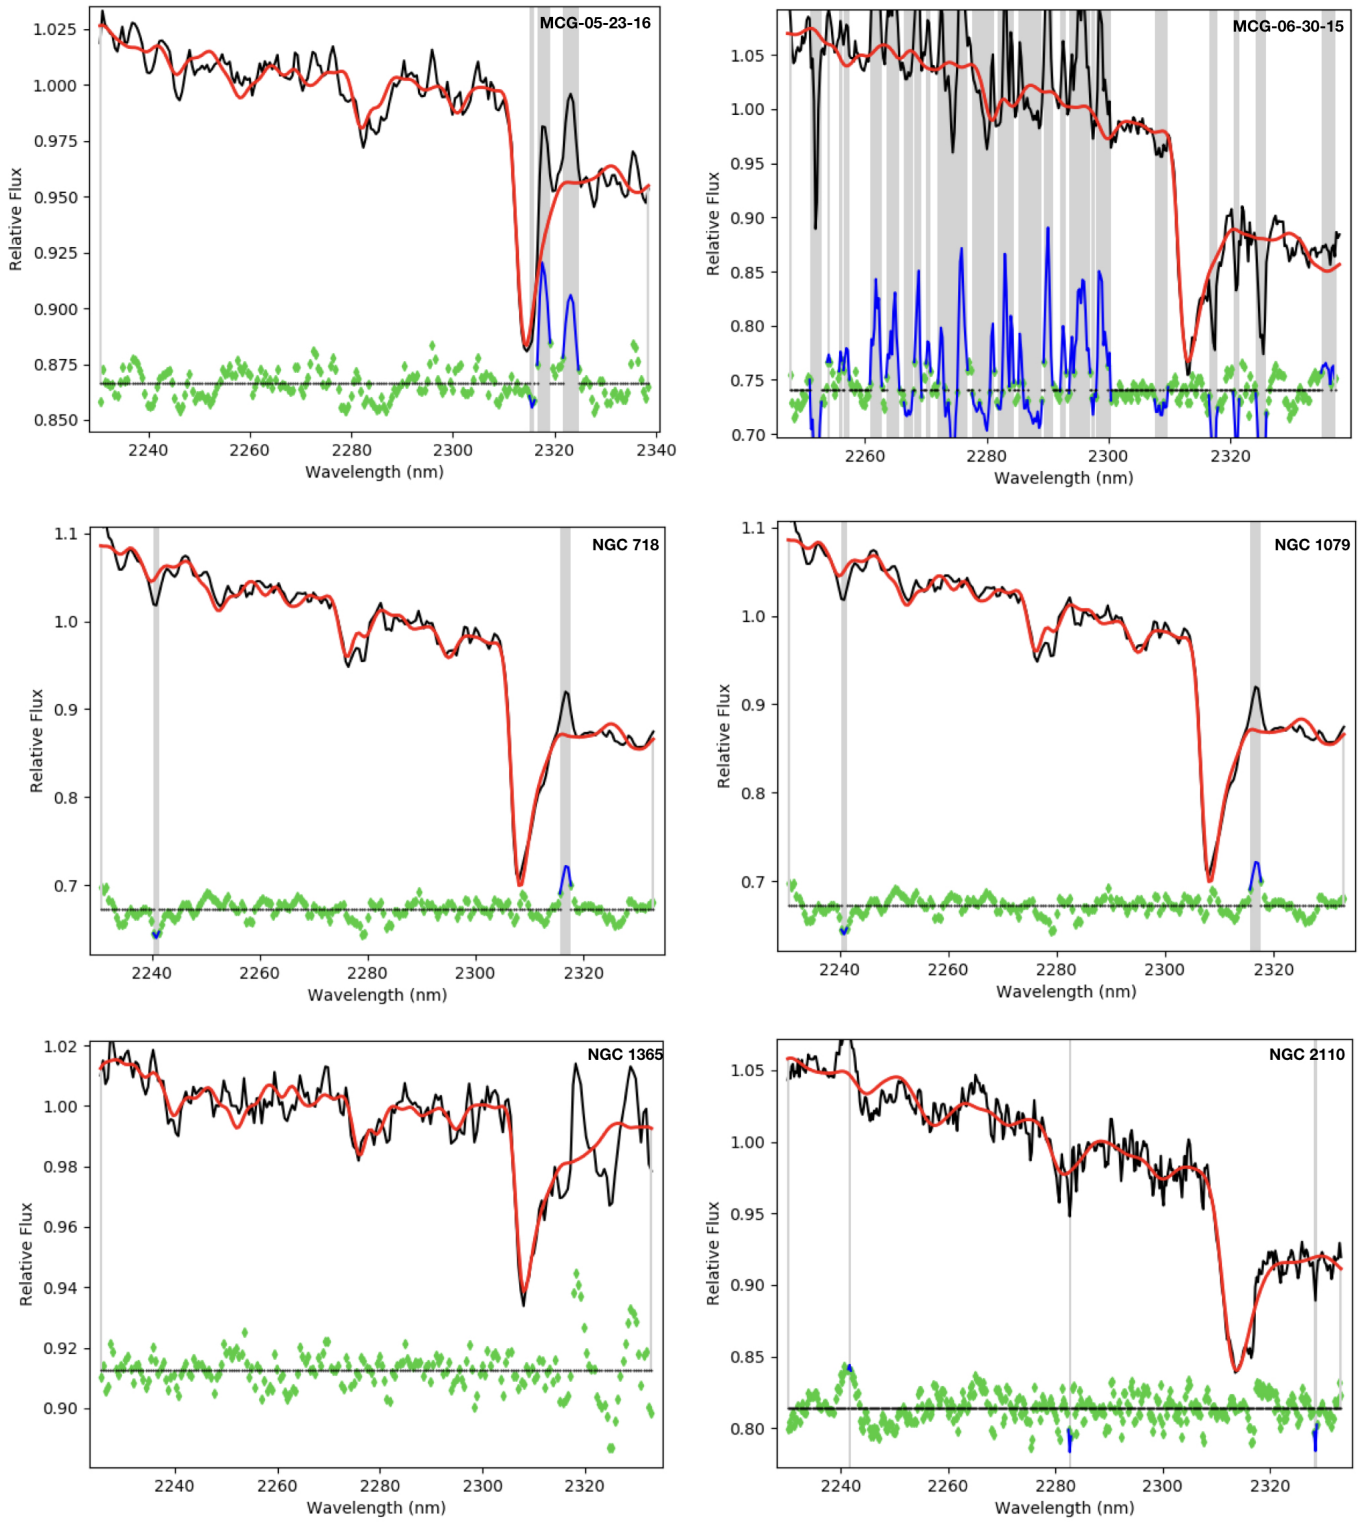 MCG-05-23-16
1.025
1.000
0.975
0.950
0.925
0.900
0.875
0.850
Relative Flux
2240 2260 2280 2300 2320 2340
Wavelength (nm)
MCG-06-30-15
1.05
1.00
0.95
0.90
0.85
0.80
0.75
0.70
Relative Flux
2260 2280 2300 2320
Wavelength (nm)
NGC 718
1.1
1.0
0.9
0.8
0.7
Relative Flux
2240 2260 2280 2300 2320
Wavelength (nm)
NGC 1079
1.1
1.0
0.9
0.8
0.7
Relative Flux
2240 2260 2280 2300 2320
Wavelength (nm)
NGC 1365
1.02
1.00
0.98
0.96
0.94
0.92
0.90
Relative Flux
2240 2260 2280 2300 2320
Wavelength (nm)
NGC 2110
1.05
1.00
0.95
0.90
0.85
0.80
Relative Flux
2240 2260 2280 2300 2320
Wavelength (nm)